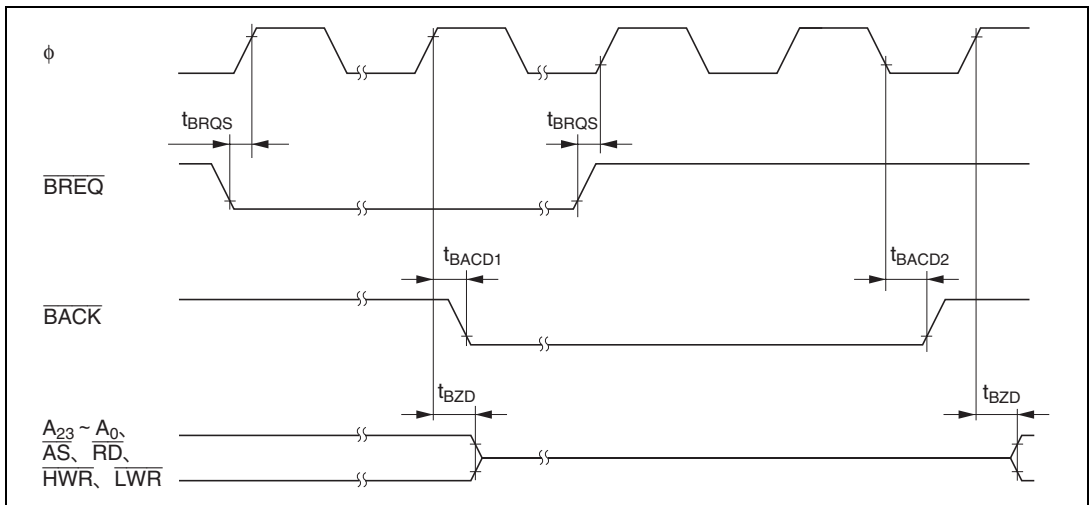 φ
tBRQS tBRQS
BREQ
tBACD1 tBACD2
BACK
tBZD tBZD
A23 ~ A0、
AS、 RD、
HWR、 LWR